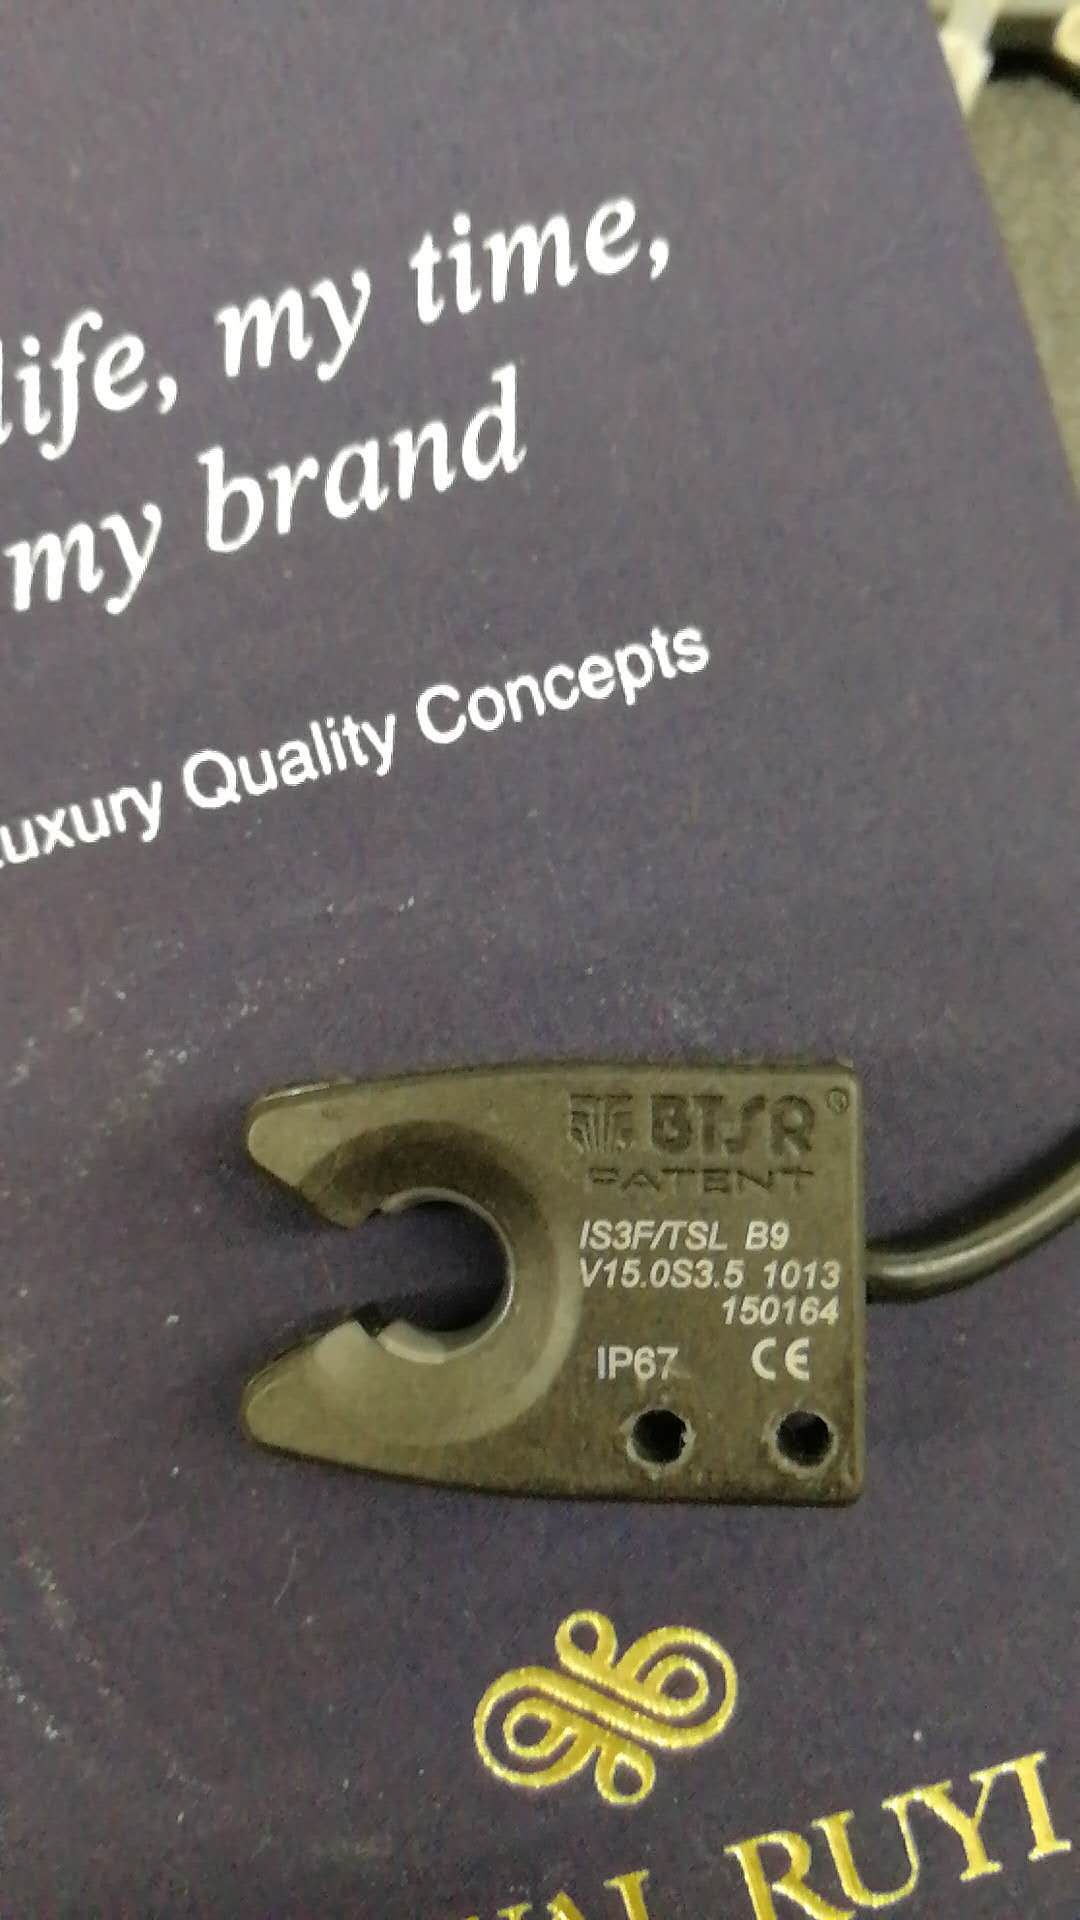 life, my time,
my brand
Luxury Quality Concepts
BTSR®
PATENT
IS3F/TSL B9
V15.0S3.5 1013
150164
IP67 CE
RUYI